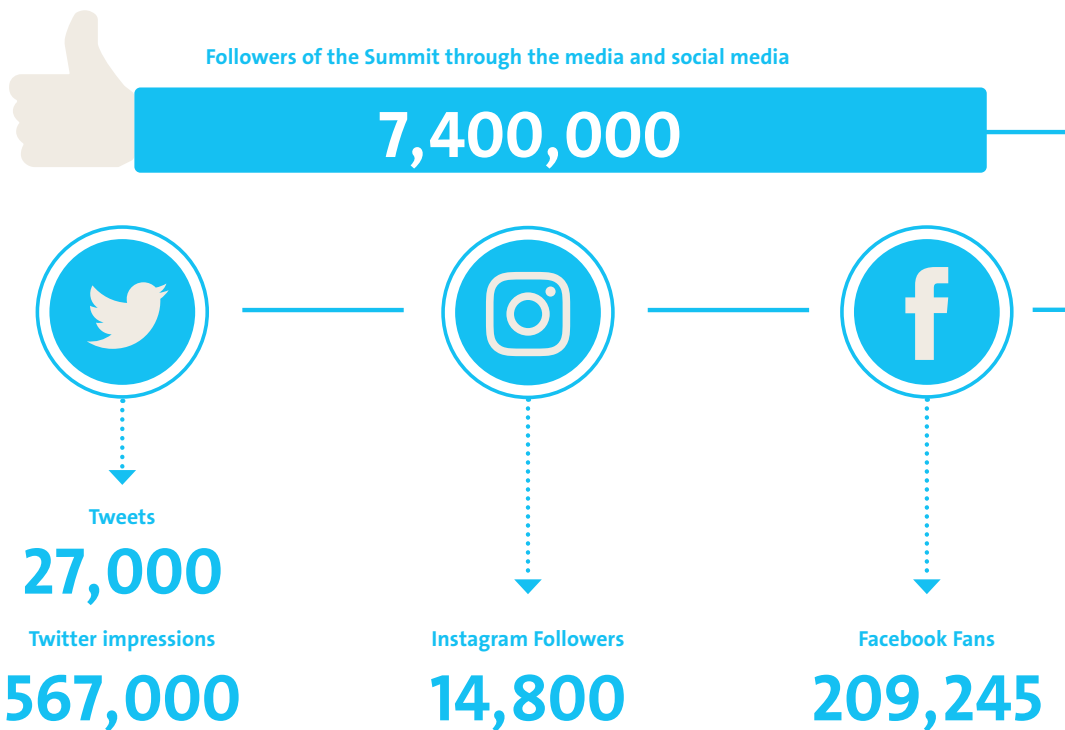 Followers of the Summit through the media and social media
7,400,000
Tweets
27,000
Twitter impressions
567,000
Instagram Followers
14,800
Facebook Fans
209,245